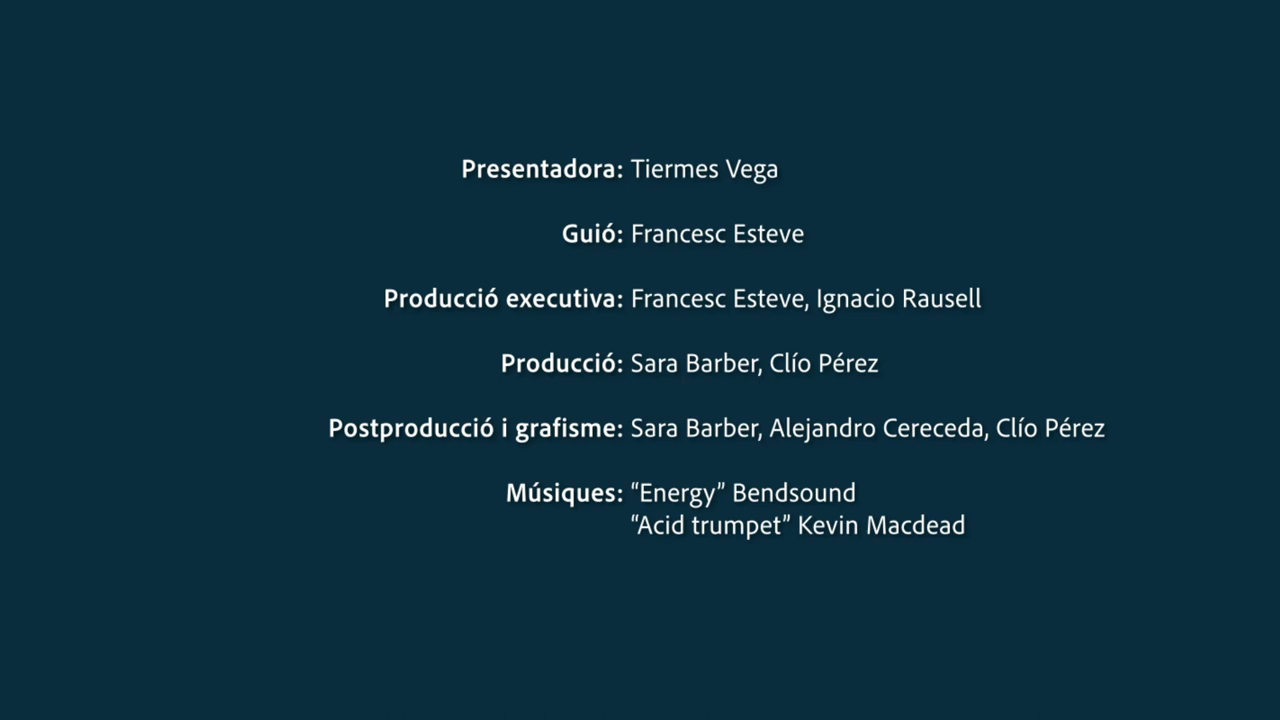 Presentadora: Tiermes Vega
Guió: Francesc Esteve
Producció executiva: Francesc Esteve, Ignacio Rausell
Producció: Sara Barber, Clío Pérez
Postproducció i grafisme: Sara Barber, Alejandro Cereceda, Clío Pérez
Músiques: “Energy” Bendsound
“Acid trumpet” Kevin Macdead